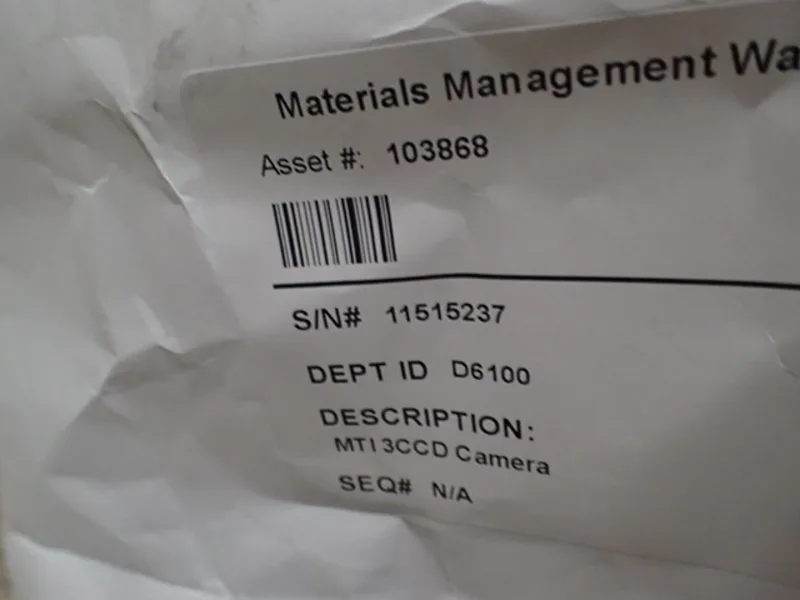 Materials Management Wa
Asset #: 103868
S/N# 11515237
DEPT ID D6100
DESCRIPTION:
MTI 3CCD Camera
SEQ# N/A